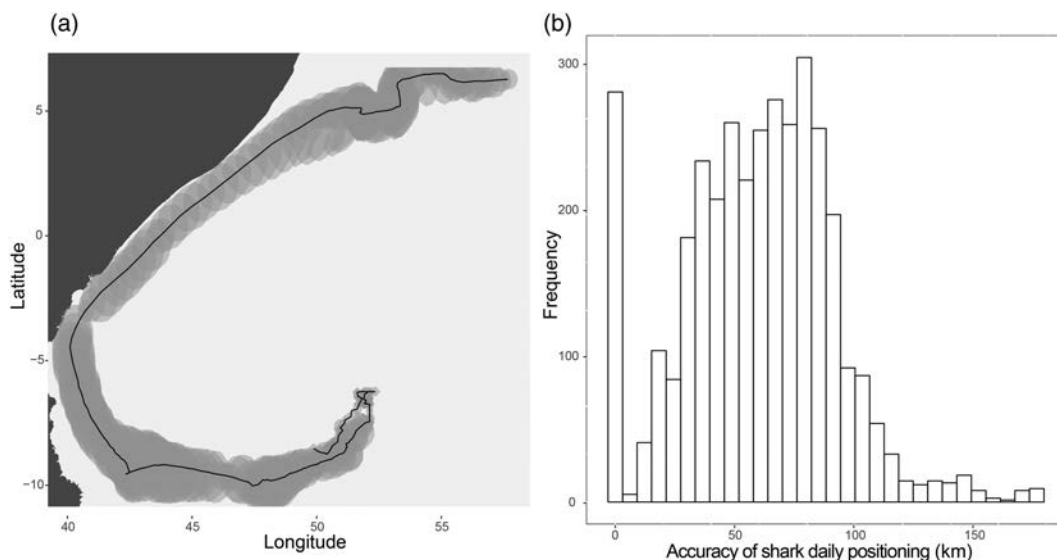 (a)
(b)
Latitude
5
0
−5
−10
40
45
50
55
Longitude
Frequency
300
200
100
0
0
50
100
150
Accuracy of shark daily positioning (km)